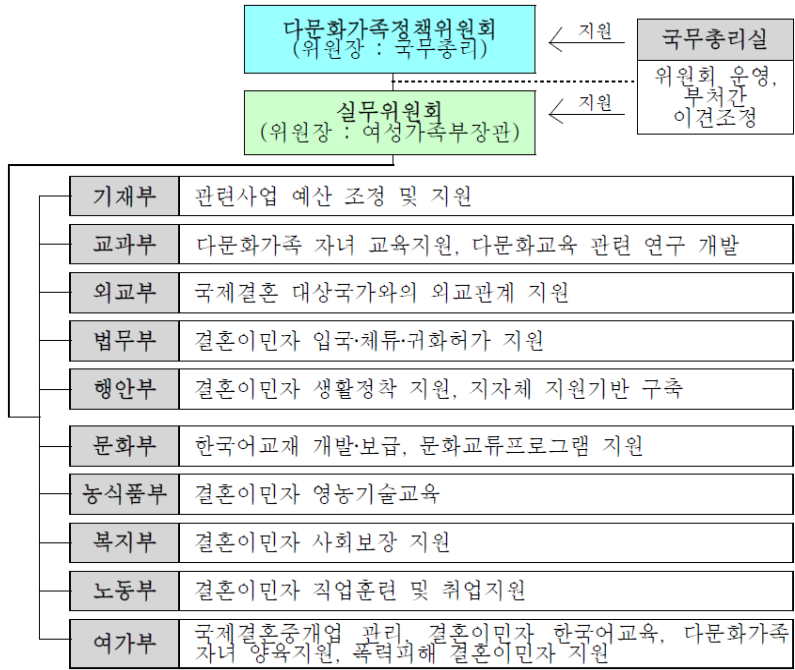 다문화가족정책위원회
(위원장 : 국무총리)
지원
국무총리실
위원회 운영,
부처간
이견조정
실무위원회
(위원장 : 여성가족부장관)
지원
기재부 관련사업 예산 조정 및 지원
교과부 다문화가족 자녀 교육지원, 다문화교육 관련 연구 개발
외교부 국제결혼 대상국가와의 외교관계 지원
법무부 결혼이민자 입국·체류·귀화허가 지원
행안부 결혼이민자 생활정착 지원, 지자체 지원기반 구축
문화부 한국어교재 개발·보급, 문화교류프로그램 지원
농식품부 결혼이민자 영농기술교육
복지부 결혼이민자 사회보장 지원
노동부 결혼이민자 직업훈련 및 취업지원
여가부 국제결혼중개업 관리, 결혼이민자 한국어교육, 다문화가족
자녀 양육지원, 폭력피해 결혼이민자 지원